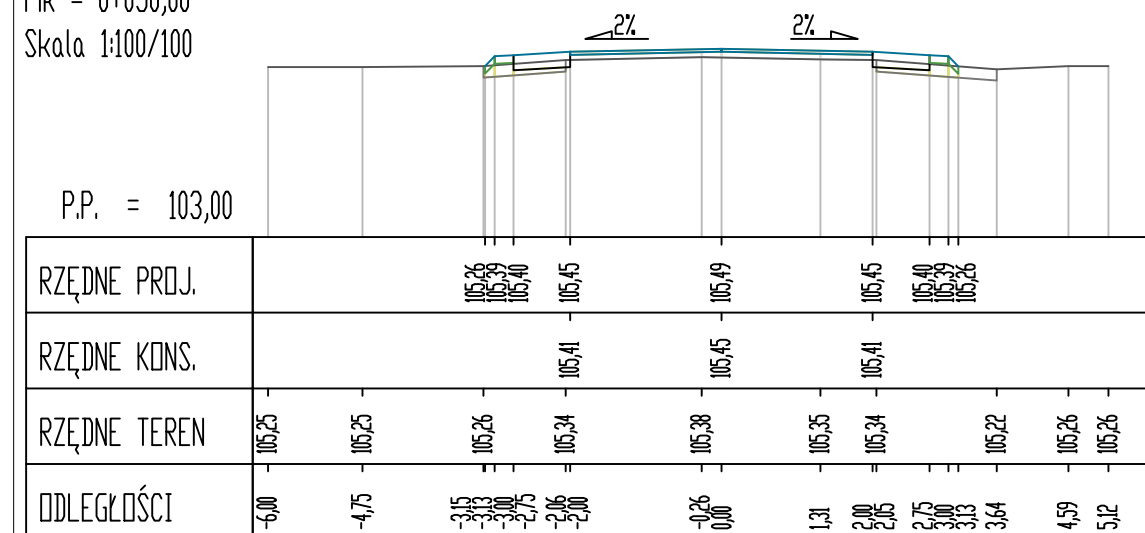 Skala 1:100/100
2% 2%
P.P. = 103,00
RZĘDNE PROJ. 105,26 105,39 105,40 105,45 105,49 105,45 105,40 105,39 105,26
RZĘDNE KONS. 105,41 105,45 105,41
RZĘDNE TEREN 105,25 105,25 105,26 105,34 105,38 105,35 105,34 105,22 105,26 105,26
ODLEGŁOŚCI -6,00 -4,75 -3,15 -3,13 -3,00 -2,75 -2,06 -2,00 -0,26 0,00 1,31 2,00 2,05 2,75 3,00 3,13 3,64 4,59 5,12